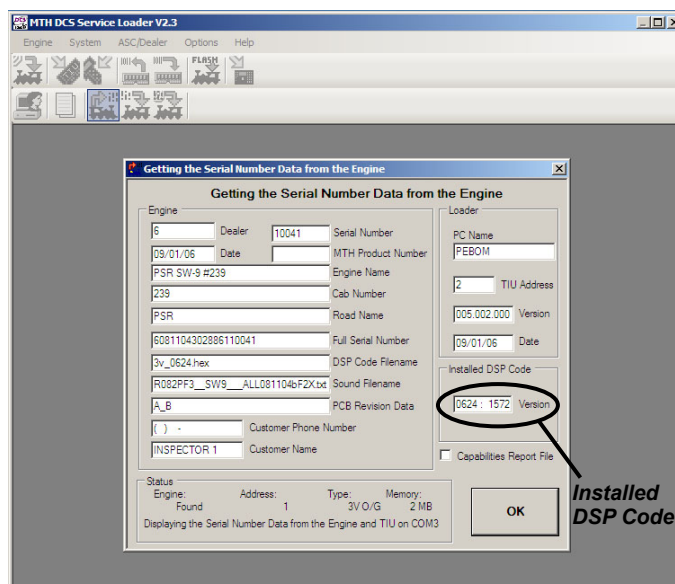 MTH DCS Service Loader V2.3
Engine System ASC/Dealer Options Help
FLASH
Getting the Serial Number Data from the Engine
Getting the Serial Number Data from the Engine
Engine
6 Dealer 10041 Serial Number
09/01/06 Date MTH Product Number
PSR SW-9 #239 Engine Name
239 Cab Number
PSR Road Name
6081104302886110041 Full Serial Number
3v_0624.hex DSP Code Filename
R082PF3__SW9___ALL081104bF2X.txt Sound Filename
A_B PCB Revision Data
( ) - Customer Phone Number
INSPECTOR 1 Customer Name
Loader
PC Name
PEBOM
2 TIU Address
005.002.000 Version
09/01/06 Date
Installed DSP Code
0624 : 1572 Version
Capabilities Report File
Status
Engine: Address: Type: Memory:
Found 1 3V O/G 2 MB
Displaying the Serial Number Data from the Engine and TIU on COM3
OK
Installed
DSP Code